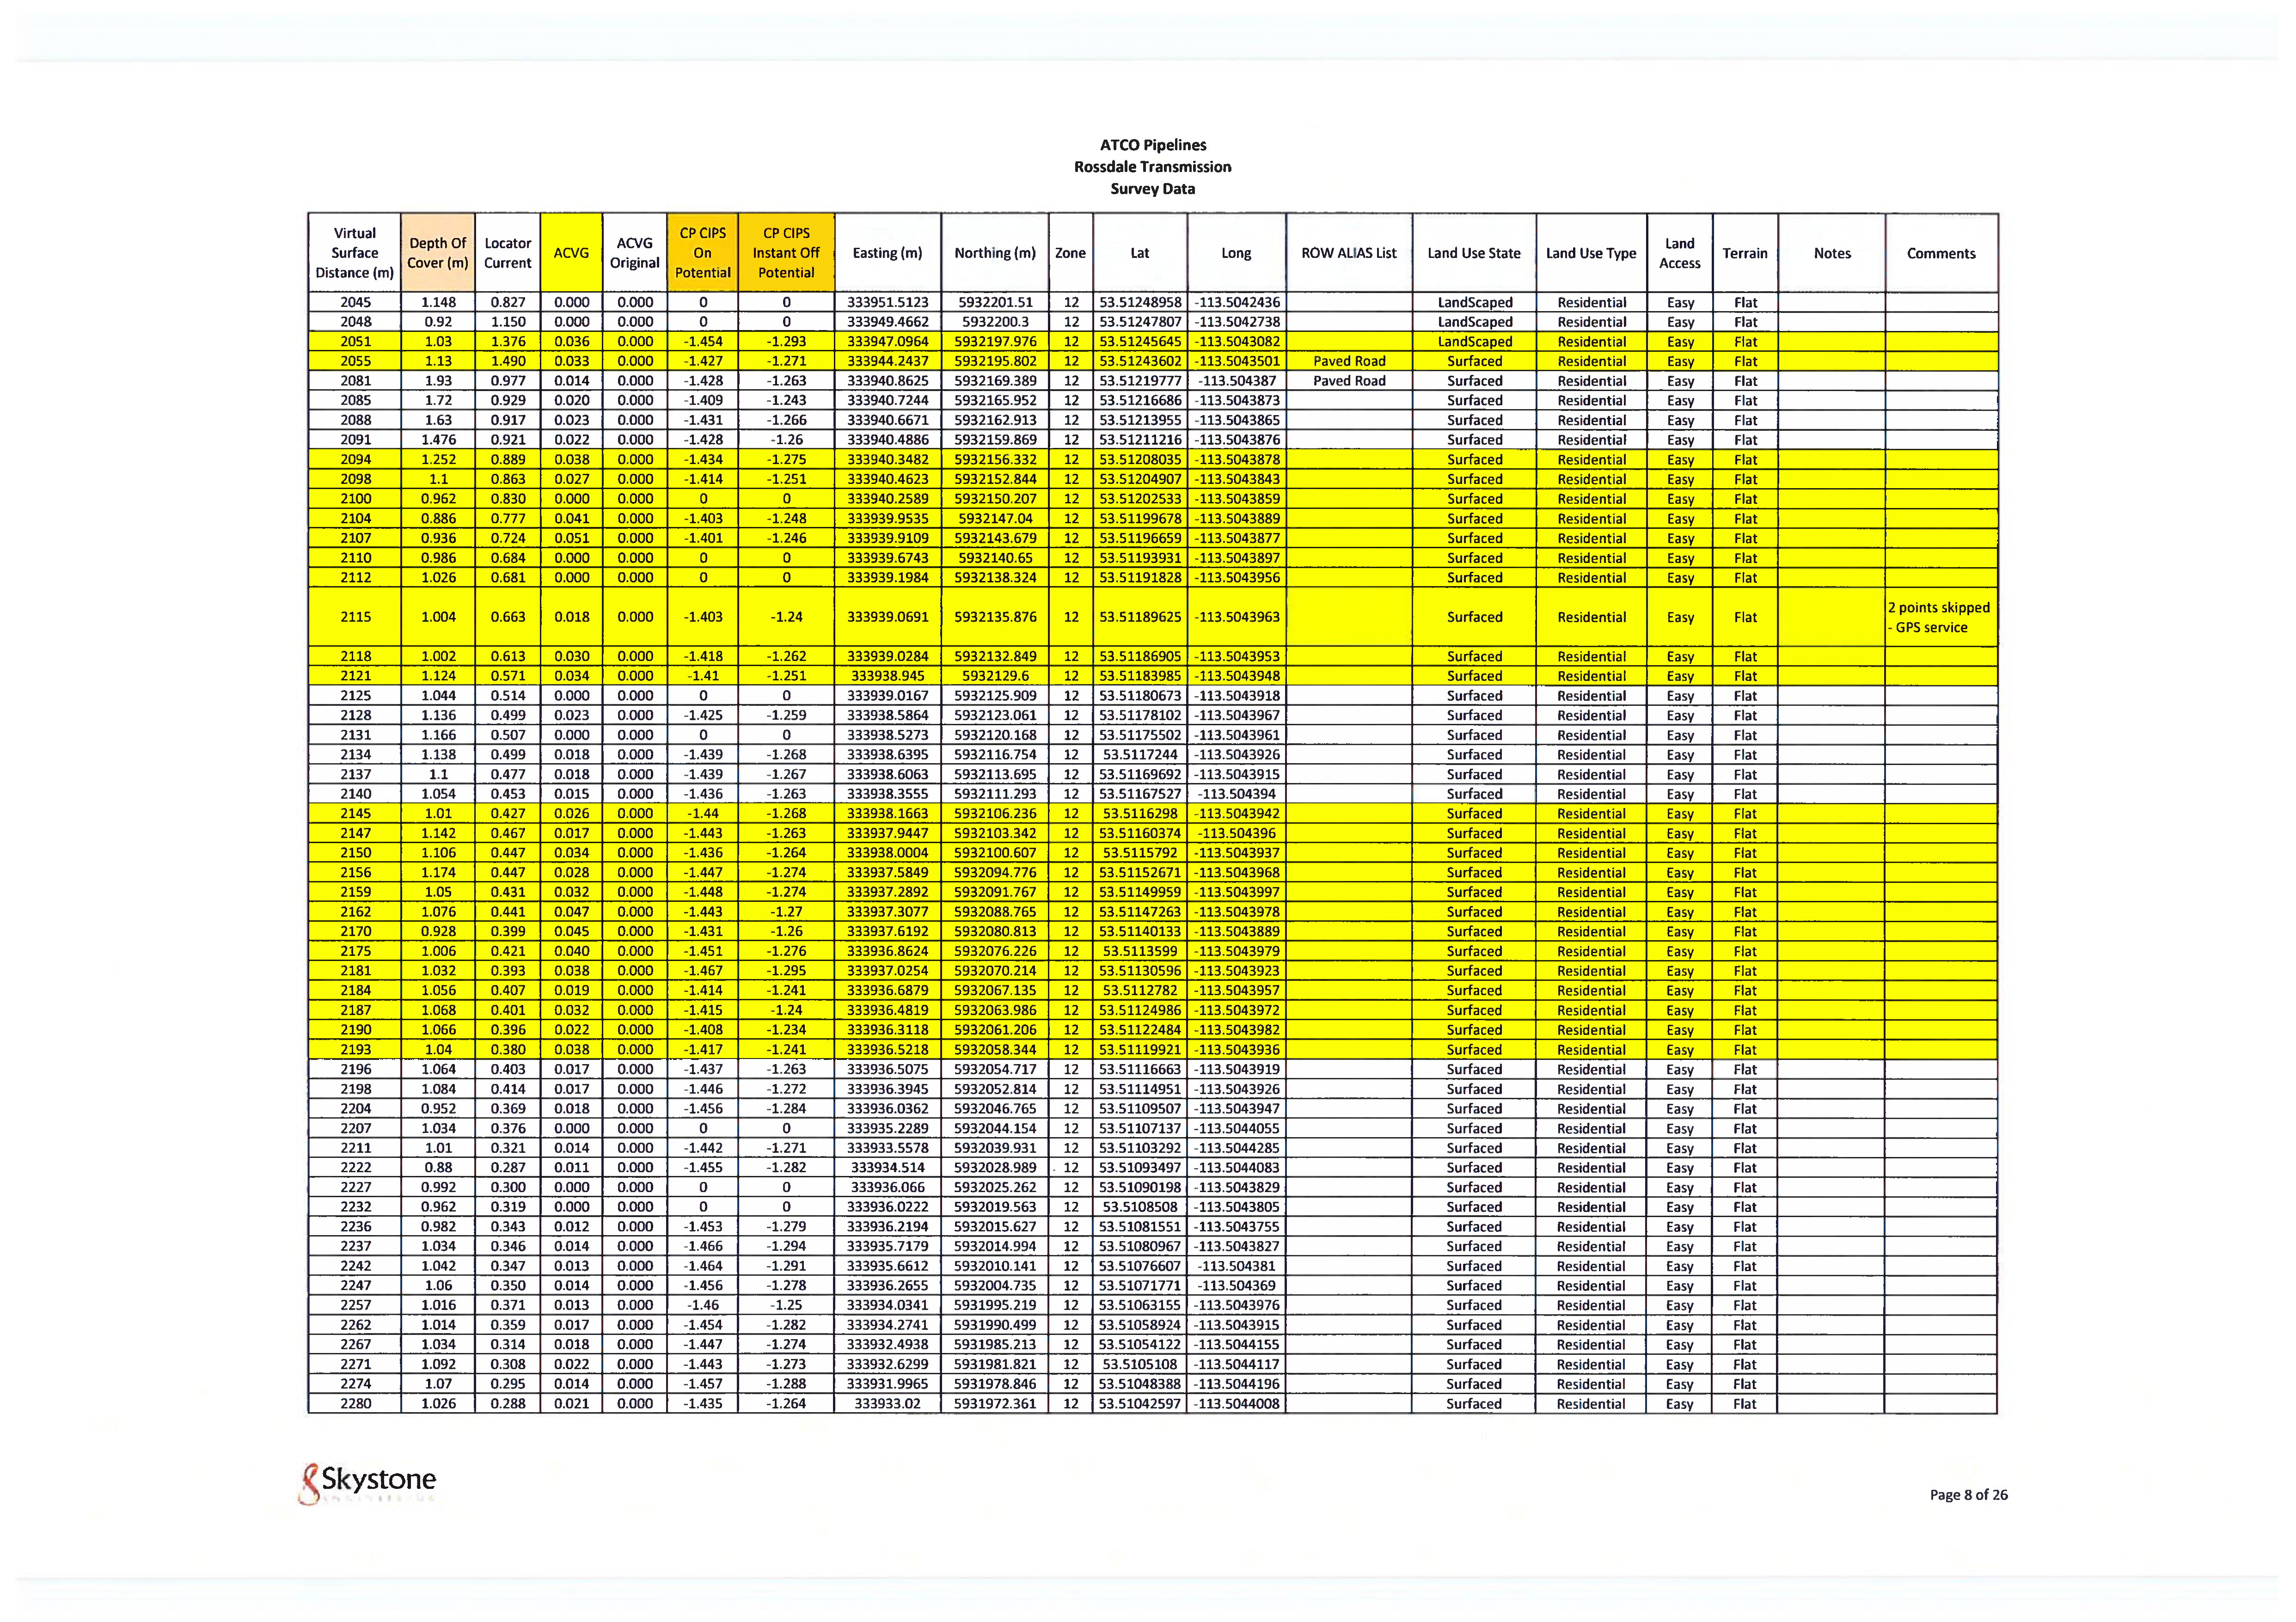 ATCO Pipelines
Rossdale Transmission
Survey Data
Virtual Surface Distance (m) Depth Of Cover (m) Locator Current ACVG ACVG Original CP CIPS On Potential CP CIPS Instant Off Potential Easting (m) Northing (m) Zone Lat Long ROW ALIAS List Land Use State Land Use Type Land Access Terrain Notes Comments
2045 1.148 0.827 0.000 0.000 0 0 333951.5123 5932201.51 12 53.51248958 -113.5042436 LandScaped Residential Easy Flat
2048 0.92 1.150 0.000 0.000 0 0 333949.4662 5932200.3 12 53.51247807 -113.5042738 LandScaped Residential Easy Flat
2051 1.03 1.376 0.036 0.000 -1.454 -1.293 333947.0964 5932197.976 12 53.51245645 -113.5043082 LandScaped Residential Easy Flat
2055 1.13 1.490 0.033 0.000 -1.427 -1.271 333944.2437 5932195.802 12 53.51243602 -113.5043501 Paved Road Surfaced Residential Easy Flat
2081 1.93 0.977 0.014 0.000 -1.428 -1.263 333940.8625 5932169.389 12 53.51219777 -113.504387 Paved Road Surfaced Residential Easy Flat
2085 1.72 0.929 0.020 0.000 -1.409 -1.243 333940.7244 5932165.952 12 53.51216686 -113.5043873 Surfaced Residential Easy Flat
2088 1.63 0.917 0.023 0.000 -1.431 -1.266 333940.6671 5932162.913 12 53.51213955 -113.5043865 Surfaced Residential Easy Flat
2091 1.476 0.921 0.022 0.000 -1.428 -1.26 333940.4886 5932159.869 12 53.51211216 -113.5043876 Surfaced Residential Easy Flat
2094 1.252 0.889 0.038 0.000 -1.434 -1.275 333940.3482 5932156.332 12 53.51208035 -113.5043878 Surfaced Residential Easy Flat
2098 1.1 0.863 0.027 0.000 -1.414 -1.251 333940.4623 5932152.844 12 53.51204907 -113.5043843 Surfaced Residential Easy Flat
2100 0.962 0.830 0.000 0.000 0 0 333940.2589 5932150.207 12 53.51202533 -113.5043859 Surfaced Residential Easy Flat
2104 0.886 0.777 0.041 0.000 -1.403 -1.248 333939.9535 5932147.04 12 53.51199678 -113.5043889 Surfaced Residential Easy Flat
2107 0.936 0.724 0.051 0.000 -1.401 -1.246 333939.9109 5932143.679 12 53.51196659 -113.5043877 Surfaced Residential Easy Flat
2110 0.986 0.684 0.000 0.000 0 0 333939.6743 5932140.65 12 53.51193931 -113.5043897 Surfaced Residential Easy Flat
2112 1.026 0.681 0.000 0.000 0 0 333939.1984 5932138.324 12 53.51191828 -113.5043956 Surfaced Residential Easy Flat
2115 1.004 0.663 0.018 0.000 -1.403 -1.24 333939.0691 5932135.876 12 53.51189625 -113.5043963 Surfaced Residential Easy Flat 2 points skipped - GPS service
2118 1.002 0.613 0.030 0.000 -1.418 -1.262 333939.0284 5932132.849 12 53.51186905 -113.5043953 Surfaced Residential Easy Flat
2121 1.124 0.571 0.034 0.000 -1.41 -1.251 333938.945 5932129.6 12 53.51183985 -113.5043948 Surfaced Residential Easy Flat
2125 1.044 0.514 0.000 0.000 0 0 333939.0167 5932125.909 12 53.51180673 -113.5043918 Surfaced Residential Easy Flat
2128 1.136 0.499 0.023 0.000 -1.425 -1.259 333938.5864 5932123.061 12 53.51178102 -113.5043967 Surfaced Residential Easy Flat
2131 1.166 0.507 0.000 0.000 0 0 333938.5273 5932120.168 12 53.51175502 -113.5043961 Surfaced Residential Easy Flat
2134 1.138 0.499 0.018 0.000 -1.439 -1.268 333938.6395 5932116.754 12 53.5117244 -113.5043926 Surfaced Residential Easy Flat
2137 1.1 0.477 0.018 0.000 -1.439 -1.267 333938.6063 5932113.695 12 53.51169692 -113.5043915 Surfaced Residential Easy Flat
2140 1.054 0.453 0.015 0.000 -1.436 -1.263 333938.3555 5932111.293 12 53.51167527 -113.504394 Surfaced Residential Easy Flat
2145 1.01 0.427 0.026 0.000 -1.44 -1.268 333938.1663 5932106.236 12 53.5116298 -113.5043942 Surfaced Residential Easy Flat
2147 1.142 0.467 0.017 0.000 -1.443 -1.263 333937.9447 5932103.342 12 53.51160374 -113.504396 Surfaced Residential Easy Flat
2150 1.106 0.447 0.034 0.000 -1.436 -1.264 333938.0004 5932100.607 12 53.5115792 -113.5043937 Surfaced Residential Easy Flat
2156 1.174 0.447 0.028 0.000 -1.447 -1.274 333937.5849 5932094.776 12 53.51152671 -113.5043968 Surfaced Residential Easy Flat
2159 1.05 0.431 0.032 0.000 -1.448 -1.274 333937.2892 5932091.767 12 53.51149959 -113.5043997 Surfaced Residential Easy Flat
2162 1.076 0.441 0.047 0.000 -1.443 -1.27 333937.3077 5932088.765 12 53.51147263 -113.5043978 Surfaced Residential Easy Flat
2170 0.928 0.399 0.045 0.000 -1.431 -1.26 333937.6192 5932080.813 12 53.51140133 -113.5043889 Surfaced Residential Easy Flat
2175 1.006 0.421 0.040 0.000 -1.451 -1.276 333936.8624 5932076.226 12 53.5113599 -113.5043979 Surfaced Residential Easy Flat
2181 1.032 0.393 0.038 0.000 -1.467 -1.295 333937.0254 5932070.214 12 53.51130596 -113.5043923 Surfaced Residential Easy Flat
2184 1.056 0.407 0.019 0.000 -1.414 -1.241 333936.6879 5932067.135 12 53.5112782 -113.5043957 Surfaced Residential Easy Flat
2187 1.068 0.401 0.032 0.000 -1.415 -1.24 333936.4819 5932063.986 12 53.51124986 -113.5043972 Surfaced Residential Easy Flat
2190 1.066 0.396 0.022 0.000 -1.408 -1.234 333936.3118 5932061.206 12 53.51122484 -113.5043982 Surfaced Residential Easy Flat
2193 1.04 0.380 0.038 0.000 -1.417 -1.241 333936.5218 5932058.344 12 53.51119921 -113.5043936 Surfaced Residential Easy Flat
2196 1.064 0.403 0.017 0.000 -1.437 -1.263 333936.5075 5932054.717 12 53.51116663 -113.5043919 Surfaced Residential Easy Flat
2198 1.084 0.414 0.017 0.000 -1.446 -1.272 333936.3945 5932052.814 12 53.51114951 -113.5043926 Surfaced Residential Easy Flat
2204 0.952 0.369 0.018 0.000 -1.456 -1.284 333936.0362 5932046.765 12 53.51109507 -113.5043947 Surfaced Residential Easy Flat
2207 1.034 0.376 0.000 0.000 0 0 333935.2289 5932044.154 12 53.51107137 -113.5044055 Surfaced Residential Easy Flat
2211 1.01 0.321 0.014 0.000 -1.442 -1.271 333933.5578 5932039.931 12 53.51103292 -113.5044285 Surfaced Residential Easy Flat
2222 0.88 0.287 0.011 0.000 -1.455 -1.282 333934.514 5932028.989 12 53.51093497 -113.5044083 Surfaced Residential Easy Flat
2227 0.992 0.300 0.000 0.000 0 0 333936.066 5932025.262 12 53.51090198 -113.5043829 Surfaced Residential Easy Flat
2232 0.962 0.319 0.000 0.000 0 0 333936.0222 5932019.563 12 53.5108508 -113.5043805 Surfaced Residential Easy Flat
2236 0.982 0.343 0.012 0.000 -1.453 -1.279 333936.2194 5932015.627 12 53.51081551 -113.5043755 Surfaced Residential Easy Flat
2237 1.034 0.346 0.014 0.000 -1.466 -1.294 333935.7179 5932014.994 12 53.51080967 -113.5043827 Surfaced Residential Easy Flat
2242 1.042 0.347 0.013 0.000 -1.464 -1.291 333935.6612 5932010.141 12 53.51076607 -113.504381 Surfaced Residential Easy Flat
2247 1.06 0.350 0.014 0.000 -1.456 -1.278 333936.2655 5932004.735 12 53.51071771 -113.504369 Surfaced Residential Easy Flat
2257 1.016 0.371 0.013 0.000 -1.46 -1.25 333934.0341 5931995.219 12 53.51063155 -113.5043976 Surfaced Residential Easy Flat
2262 1.014 0.359 0.017 0.000 -1.454 -1.282 333934.2741 5931990.499 12 53.51058924 -113.5043915 Surfaced Residential Easy Flat
2267 1.034 0.314 0.018 0.000 -1.447 -1.274 333932.4938 5931985.213 12 53.51054122 -113.5044155 Surfaced Residential Easy Flat
2271 1.092 0.308 0.022 0.000 -1.443 -1.273 333932.6299 5931981.821 12 53.5105108 -113.5044117 Surfaced Residential Easy Flat
2274 1.07 0.295 0.014 0.000 -1.457 -1.288 333931.9965 5931978.846 12 53.51048388 -113.5044196 Surfaced Residential Easy Flat
2280 1.026 0.288 0.021 0.000 -1.435 -1.264 333933.02 5931972.361 12 53.51042597 -113.5044008 Surfaced Residential Easy Flat
Skystone
Page 8 of 26